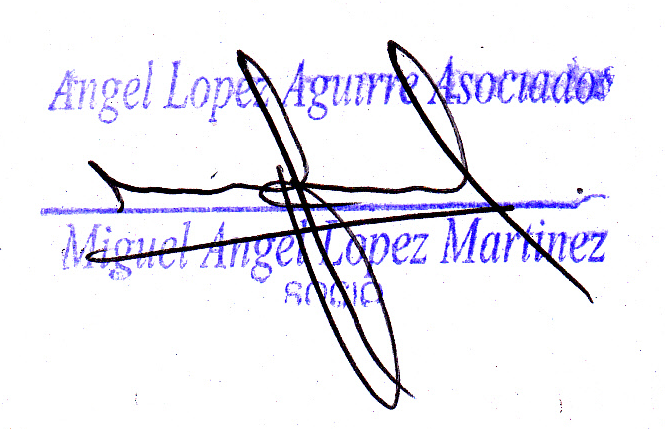 Angel Lopez Aguirre Asociados
Miguel Angel Lopez Martinez
SOCIO